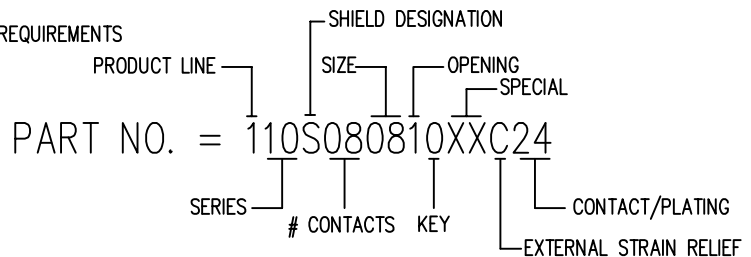 REQUIREMENTS
SHIELD DESIGNATION
PRODUCT LINE
SIZE
OPENING
SPECIAL
PART NO. = 110S080810XXC24
SERIES
# CONTACTS
KEY
CONTACT/PLATING
EXTERNAL STRAIN RELIEF